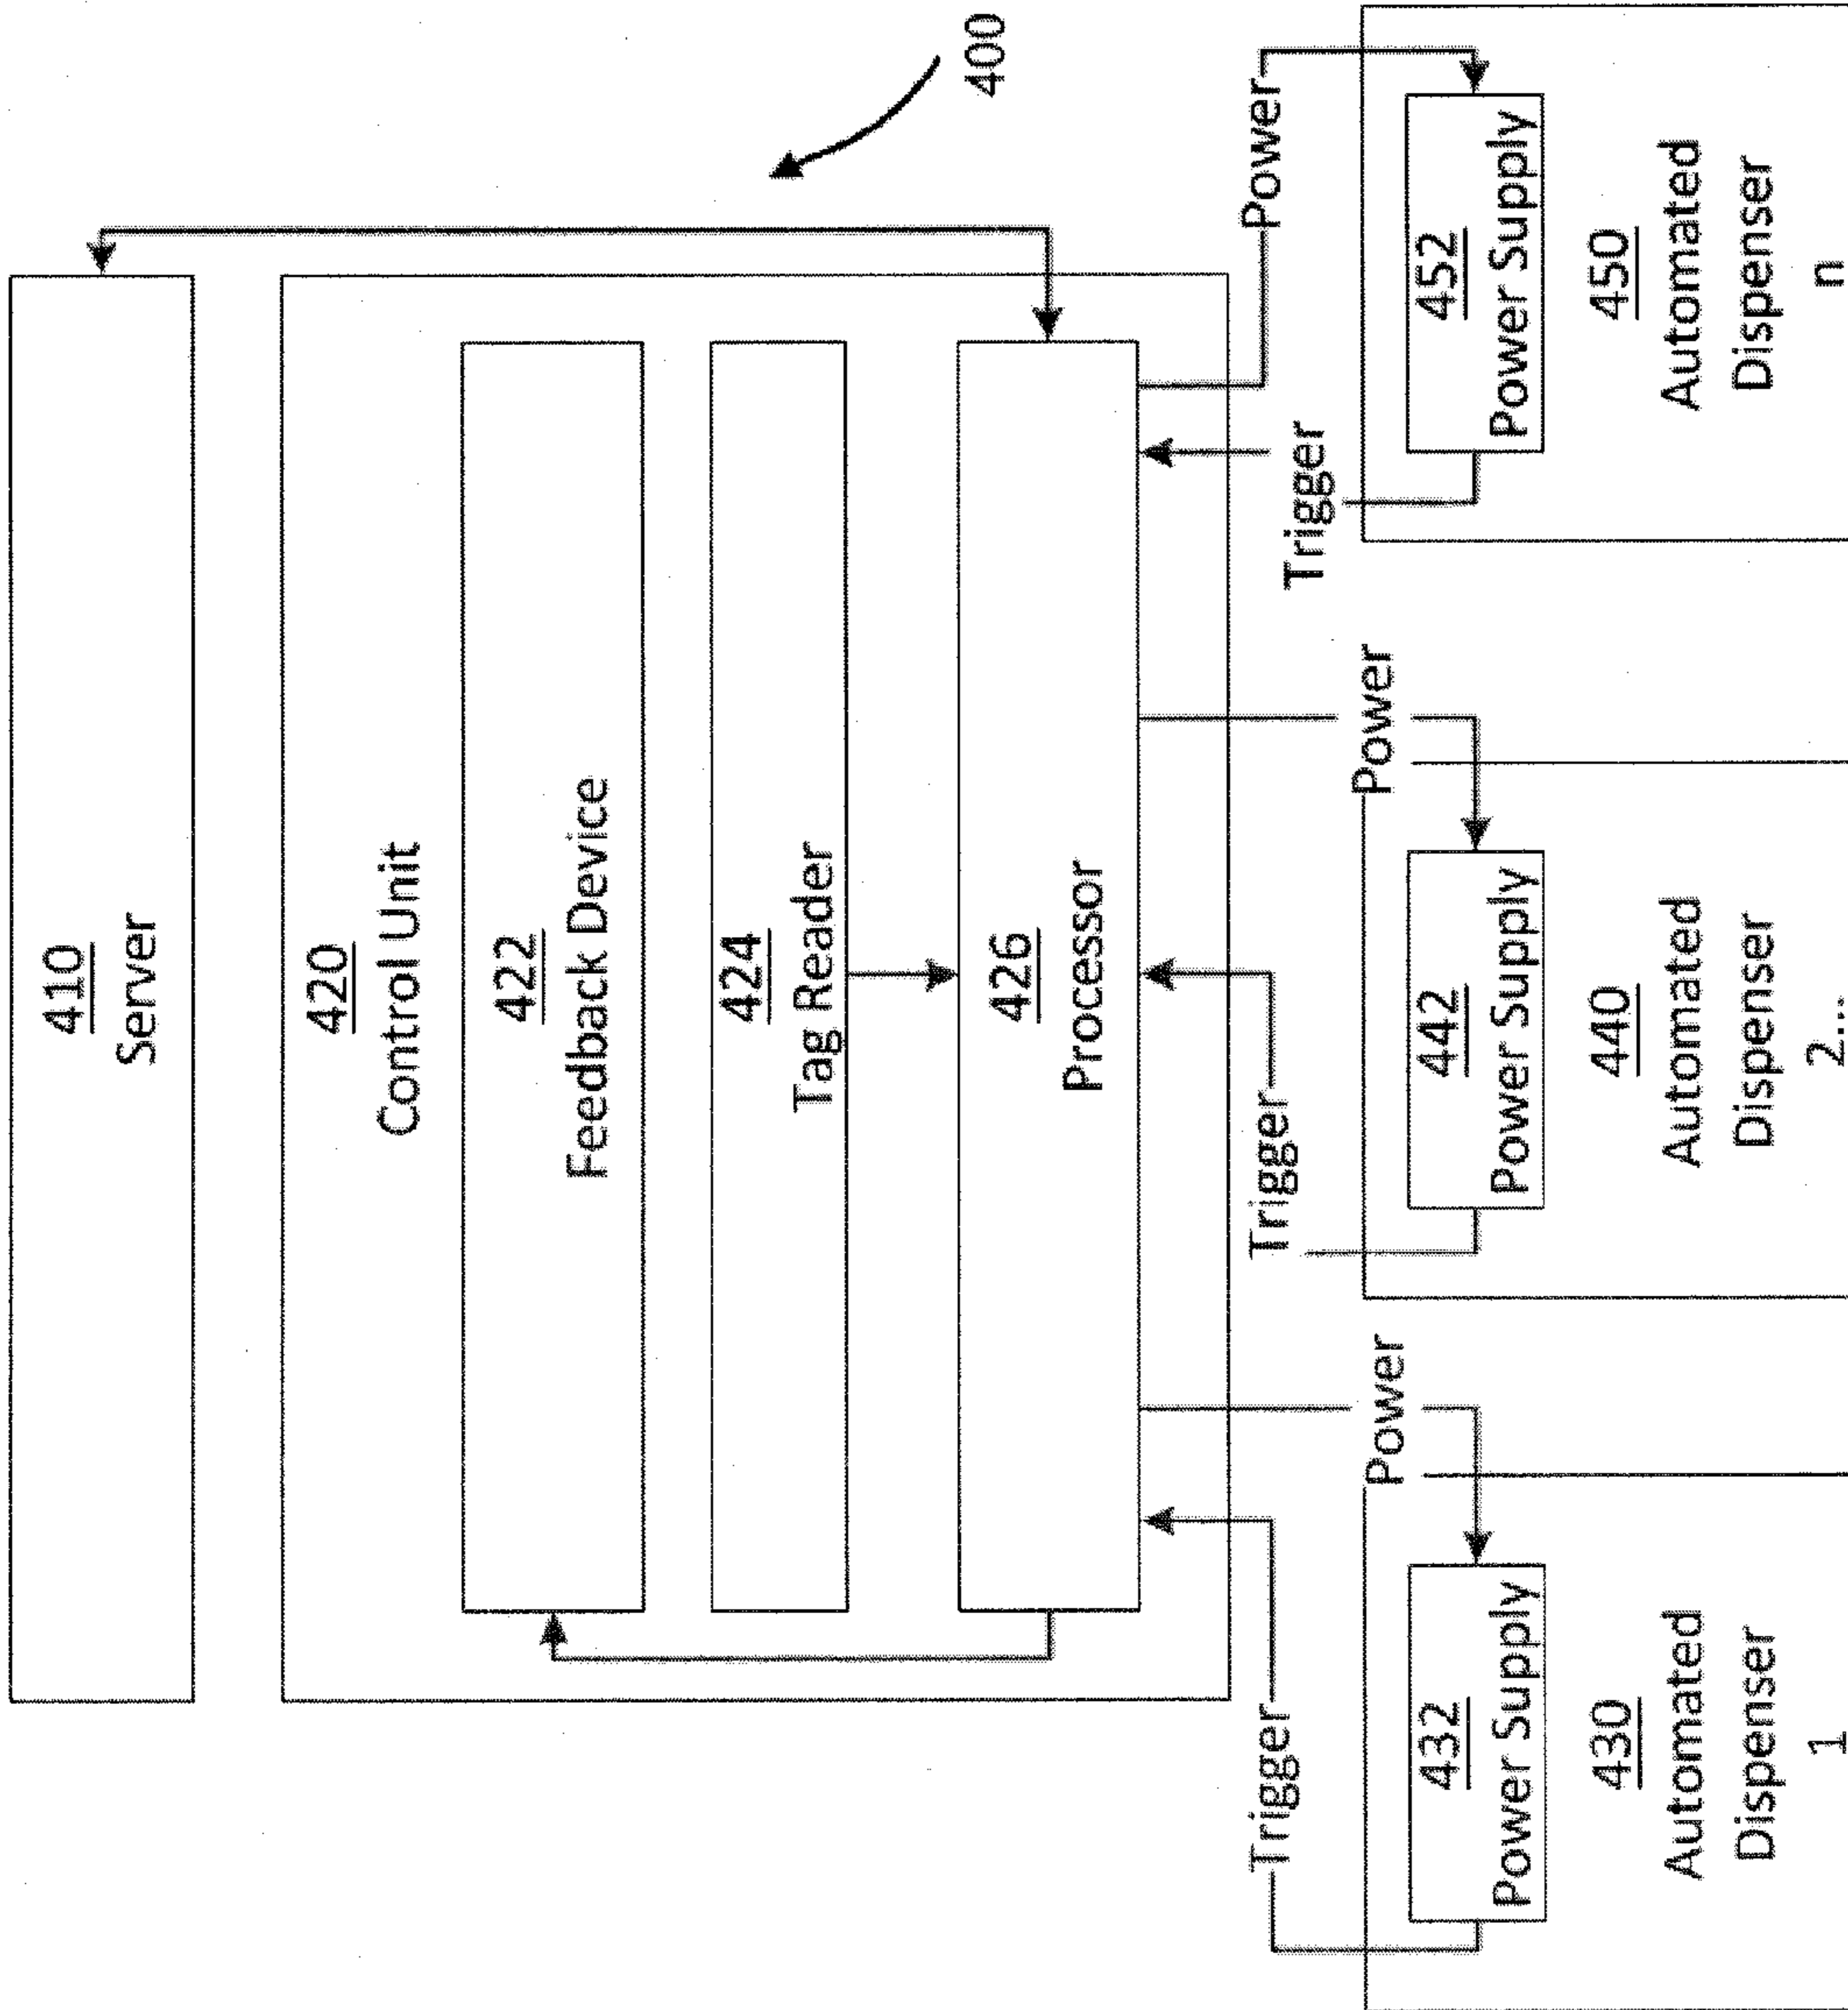 410
Server
420
Control Unit
422
Feedback Device
424
Tag Reader
426
Processor
400
Trigger
Power
Trigger
Power
Trigger
Power
432
Power Supply
430
Automated
Dispenser
1
442
Power Supply
440
Automated
Dispenser
2....
452
Power Supply
450
Automated
Dispenser
n